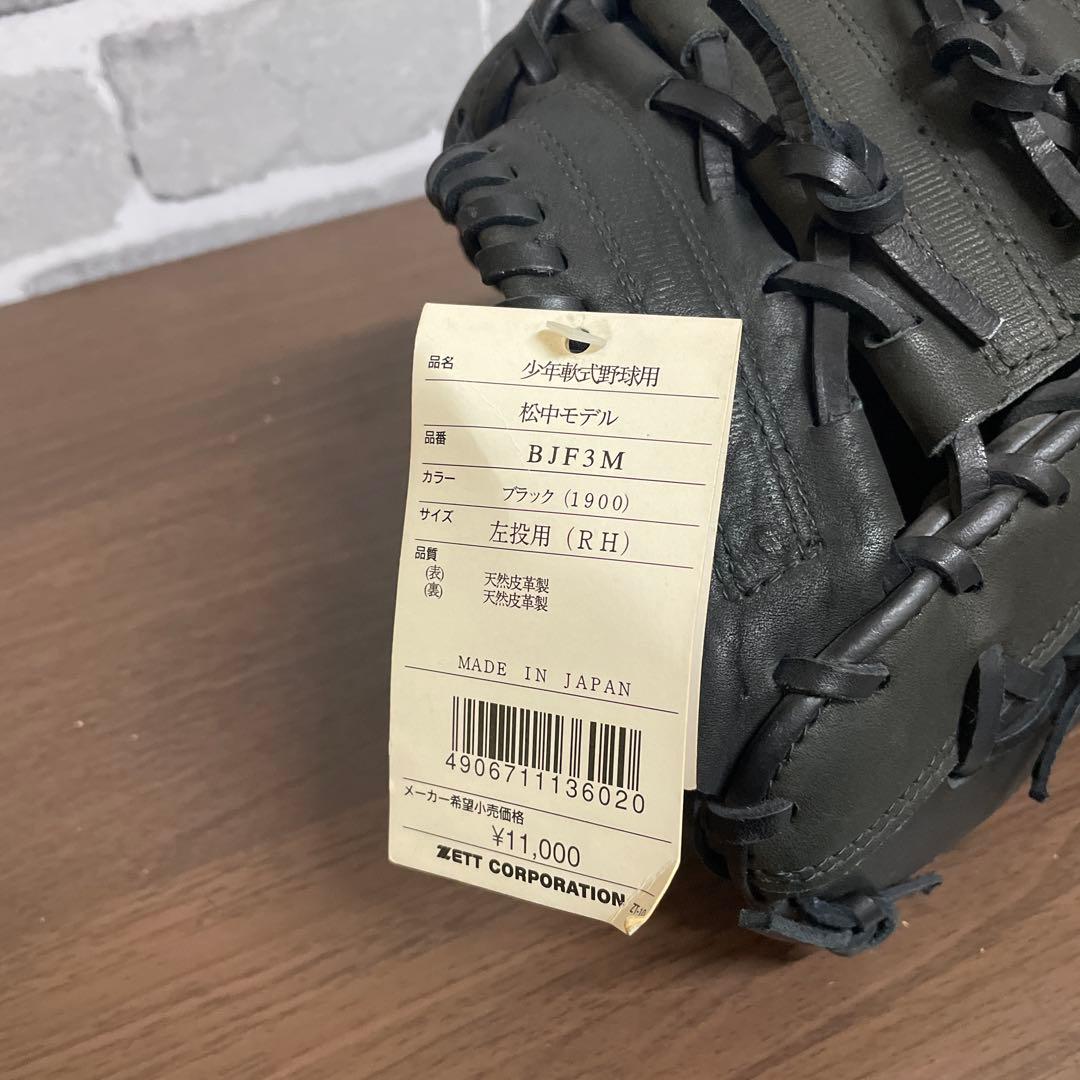 品名 少年軟式野球用
松中モデル
品番 BJF3M
カラー ブラック (1900)
サイズ 左投用 (RH)
品質
(表) 天然皮革製
(裏) 天然皮革製
MADE IN JAPAN
4906711136020
メーカー希望小売価格
¥11,000
ZETT CORPORATION